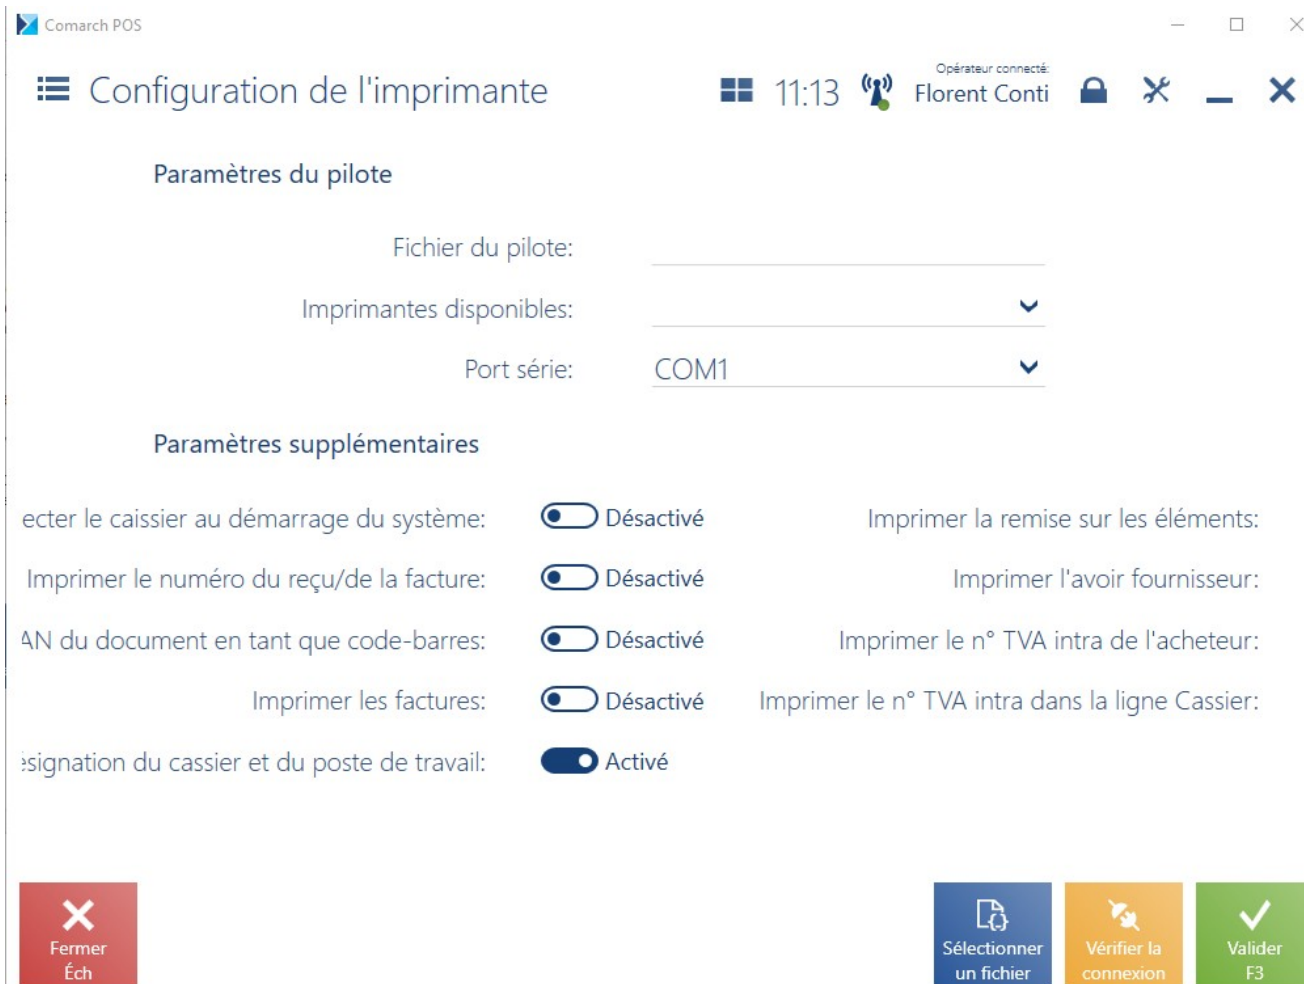 Comarch POS
Configuration de l'imprimante
11:13
Opérateur connecté:
Florent Conti
Paramètres du pilote
Fichier du pilote:
Imprimantes disponibles:
Port série: COM1
Paramètres supplémentaires
ecter le caissier au démarrage du système: Désactivé Imprimer la remise sur les éléments:
Imprimer le numéro du reçu/de la facture: Désactivé Imprimer l'avoir fournisseur:
AN du document en tant que code-barres: Désactivé Imprimer le n° TVA intra de l'acheteur:
Imprimer les factures: Désactivé Imprimer le n° TVA intra dans la ligne Cassier:
ésignation du cassier et du poste de travail: Activé
Fermer
Éch
Sélectionner
un fichier
Vérifier la
connexion
Valider
F3